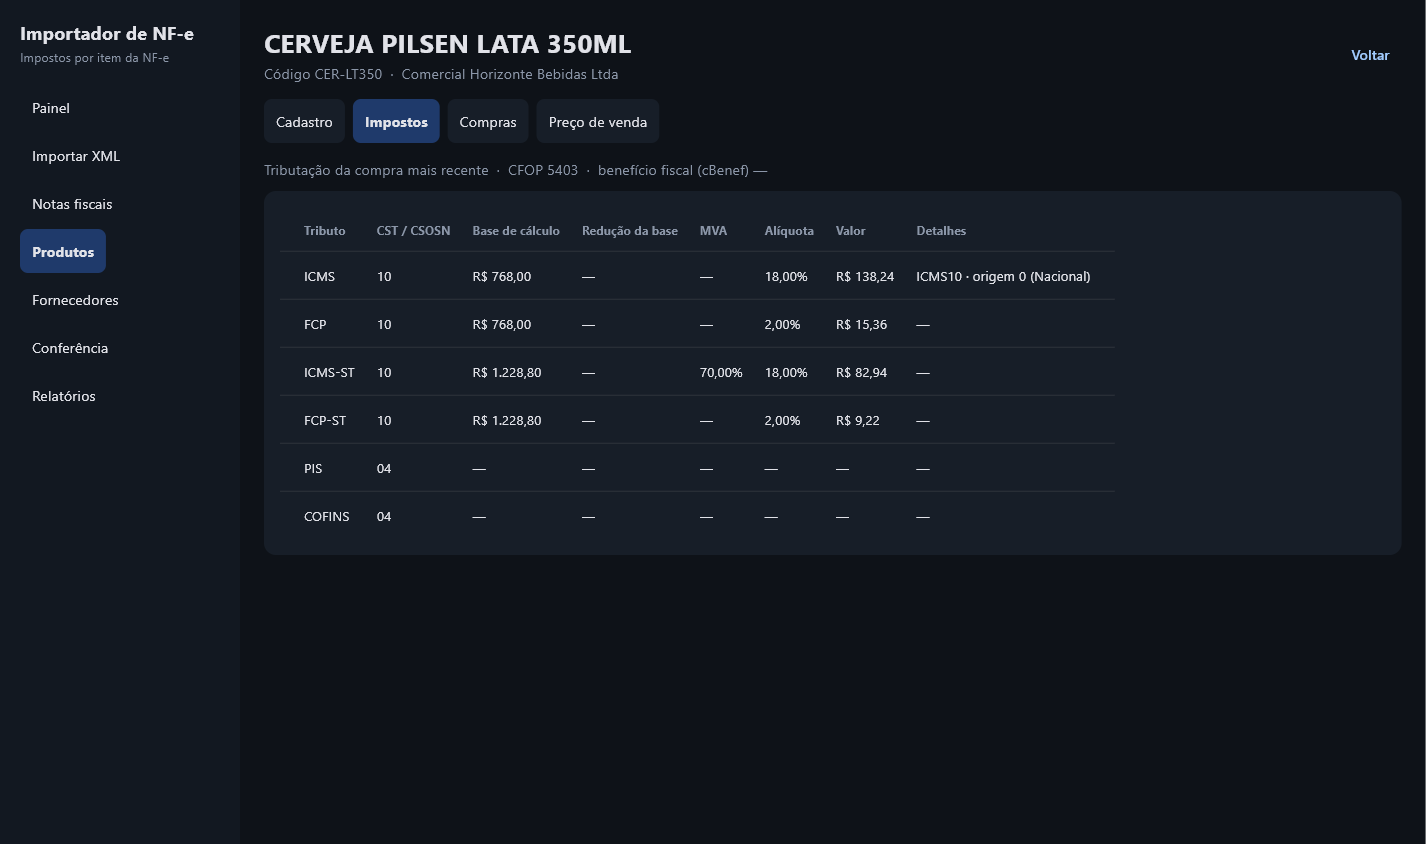 Importador de NF-e
Impostos por item da NF-e
Painel
Importar XML
Notas fiscais
Produtos
Fornecedores
Conferência
Relatórios
CERVEJA PILSEN LATA 350ML
Código CER-LT350 · Comercial Horizonte Bebidas Ltda
Voltar
Cadastro Impostos Compras Preço de venda
Tributação da compra mais recente · CFOP 5403 · benefício fiscal (cBenef) —
Tributo CST / CSOSN Base de cálculo Redução da base MVA Alíquota Valor Detalhes
ICMS 10 R$ 768,00 — — 18,00% R$ 138,24 ICMS10 · origem 0 (Nacional)
FCP 10 R$ 768,00 — — 2,00% R$ 15,36 —
ICMS-ST 10 R$ 1.228,80 — 70,00% 18,00% R$ 82,94 —
FCP-ST 10 R$ 1.228,80 — — 2,00% R$ 9,22 —
PIS 04 — — — — — —
COFINS 04 — — — — — —